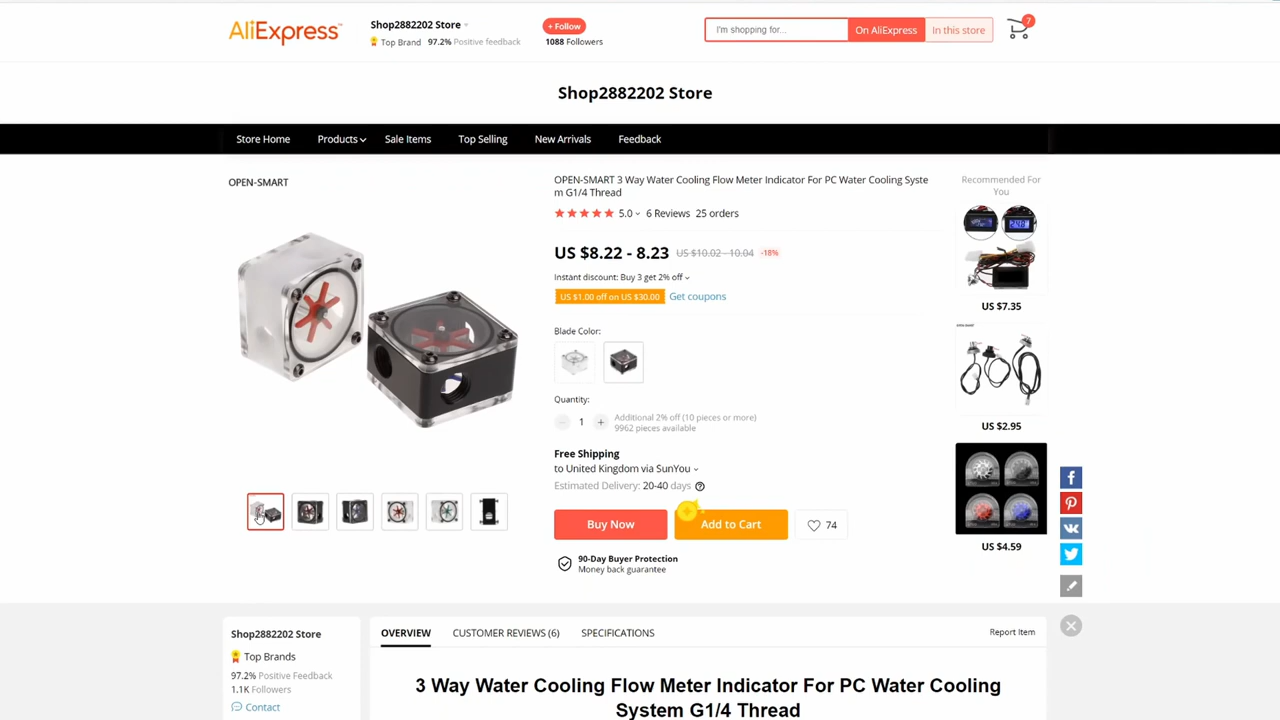 AliExpress™
Shop2882202 Store
Top Brand 97.2% Positive feedback
+ Follow
1088 Followers
I'm shopping for...
On AliExpress
In this store
7
Shop2882202 Store
Store Home
Products
Sale Items
Top Selling
New Arrivals
Feedback
OPEN-SMART
OPEN-SMART 3 Way Water Cooling Flow Meter Indicator For PC Water Cooling Syste
m G1/4 Thread
5.0
6 Reviews
25 orders
US $8.22 - 8.23
US $10.02 - 10.04
-18%
Instant discount: Buy 3 get 2% off
US $1.00 off on US $30.00
Get coupons
Blade Color:
Quantity:
1
Additional 2% off (10 pieces or more)
9962 pieces available
Free Shipping
to United Kingdom via SunYou
Estimated Delivery: 20-40 days
Buy Now
Add to Cart
74
90-Day Buyer Protection
Money back guarantee
Recommended For
You
US $7.35
US $2.95
US $4.59
Shop2882202 Store
Top Brands
97.2% Positive Feedback
1.1K Followers
Contact
OVERVIEW
CUSTOMER REVIEWS (6)
SPECIFICATIONS
Report Item
3 Way Water Cooling Flow Meter Indicator For PC Water Cooling
System G1/4 Thread